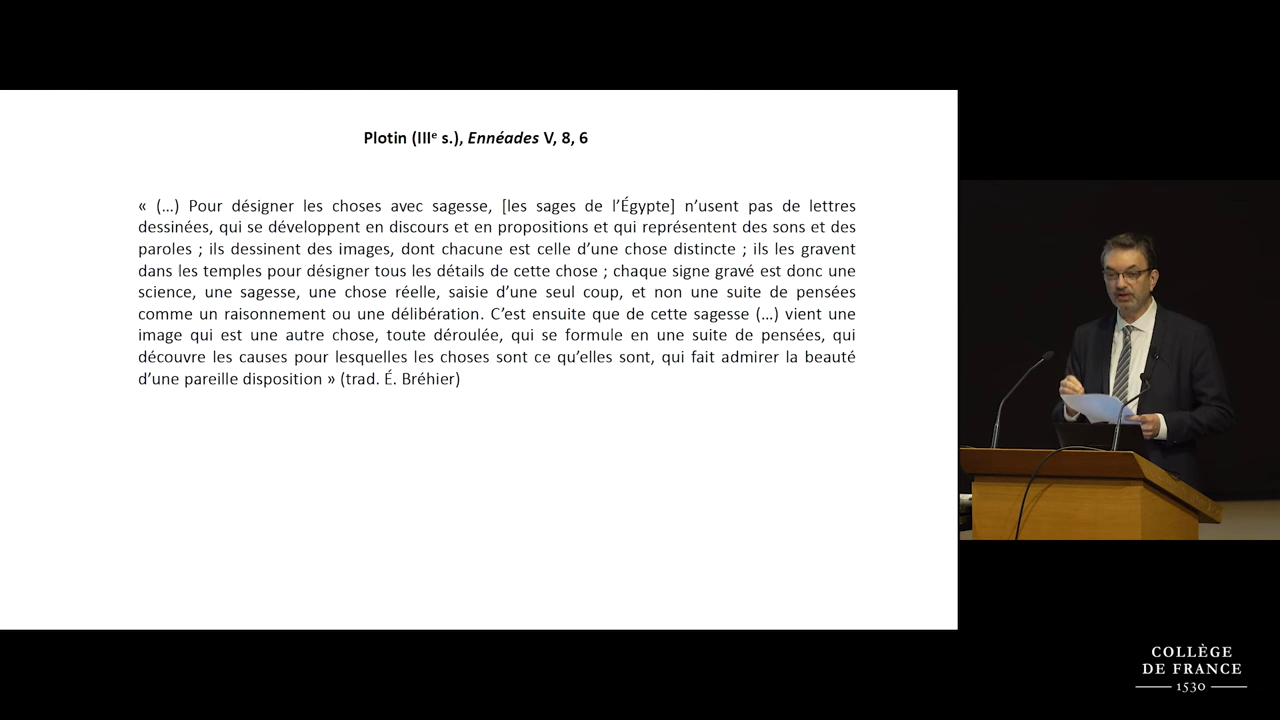 Plotin (IIIe s.), Ennéades V, 8, 6
« (…) Pour désigner les choses avec sagesse, [les sages de l’Égypte] n’usent pas de lettres
dessinées, qui se développent en discours et en propositions et qui représentent des sons et des
paroles ; ils dessinent des images, dont chacune est celle d’une chose distincte ; ils les gravent
dans les temples pour désigner tous les détails de cette chose ; chaque signe gravé est donc une
science, une sagesse, une chose réelle, saisie d’une seul coup, et non une suite de pensées
comme un raisonnement ou une délibération. C’est ensuite que de cette sagesse (…) vient une
image qui est une autre chose, toute déroulée, qui se formule en une suite de pensées, qui
découvre les causes pour lesquelles les choses sont ce qu’elles sont, qui fait admirer la beauté
d’une pareille disposition » (trad. É. Bréhier)
COLLÈGE
DE FRANCE
1530